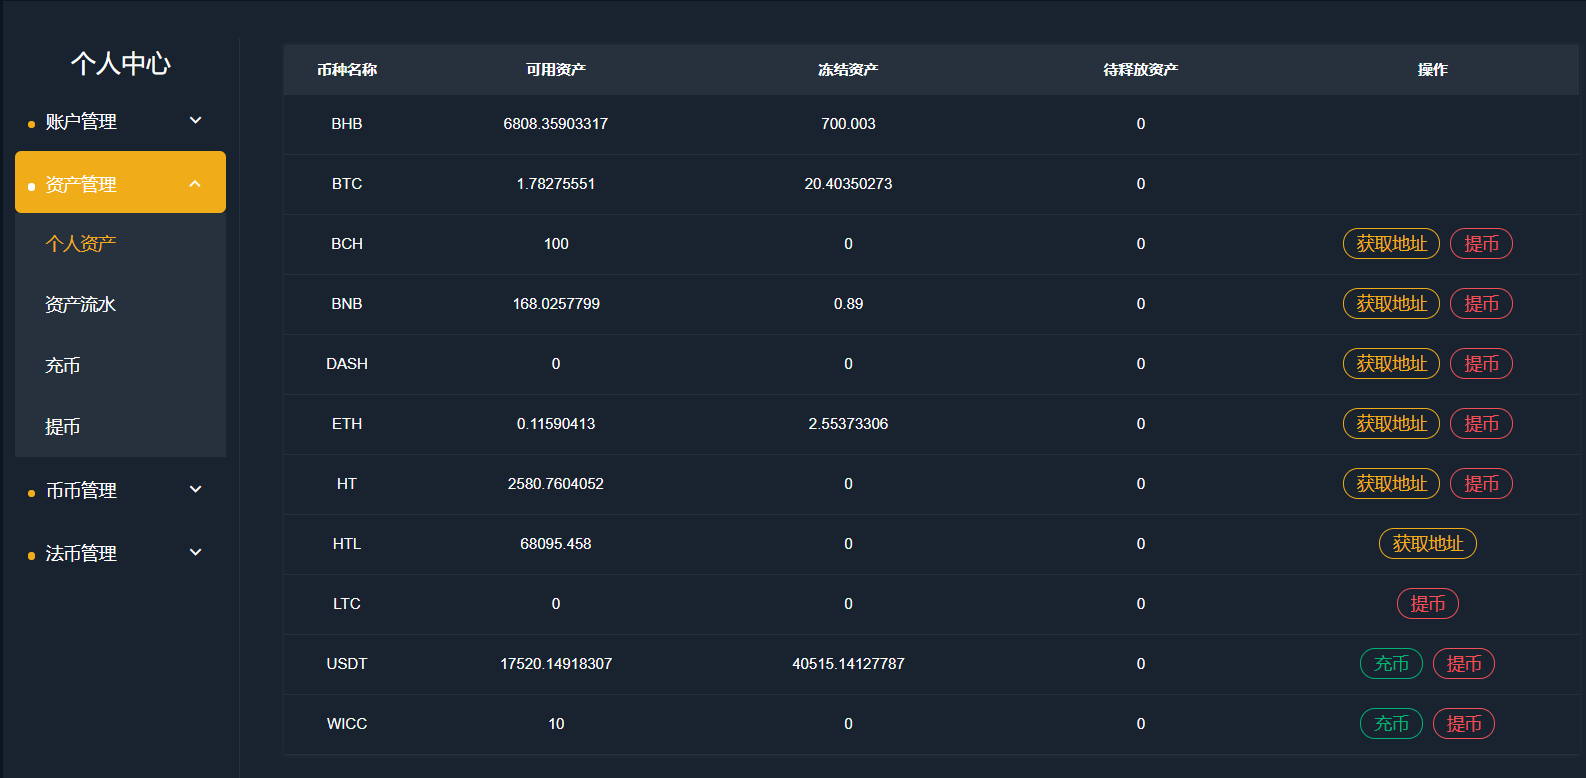 个人中心
账户管理
资产管理
个人资产
资产流水
充币
提币
币币管理
法币管理
币种名称 可用资产 冻结资产 待释放资产 操作
BHB 6808.35903317 700.003 0
BTC 1.78275551 20.40350273 0
BCH 100 0 0 获取地址 提币
BNB 168.0257799 0.89 0 获取地址 提币
DASH 0 0 0 获取地址 提币
ETH 0.11590413 2.55373306 0 获取地址 提币
HT 2580.7604052 0 0 获取地址 提币
HTL 68095.458 0 0 获取地址
LTC 0 0 0 提币
USDT 17520.14918307 40515.14127787 0 充币 提币
WICC 10 0 0 充币 提币